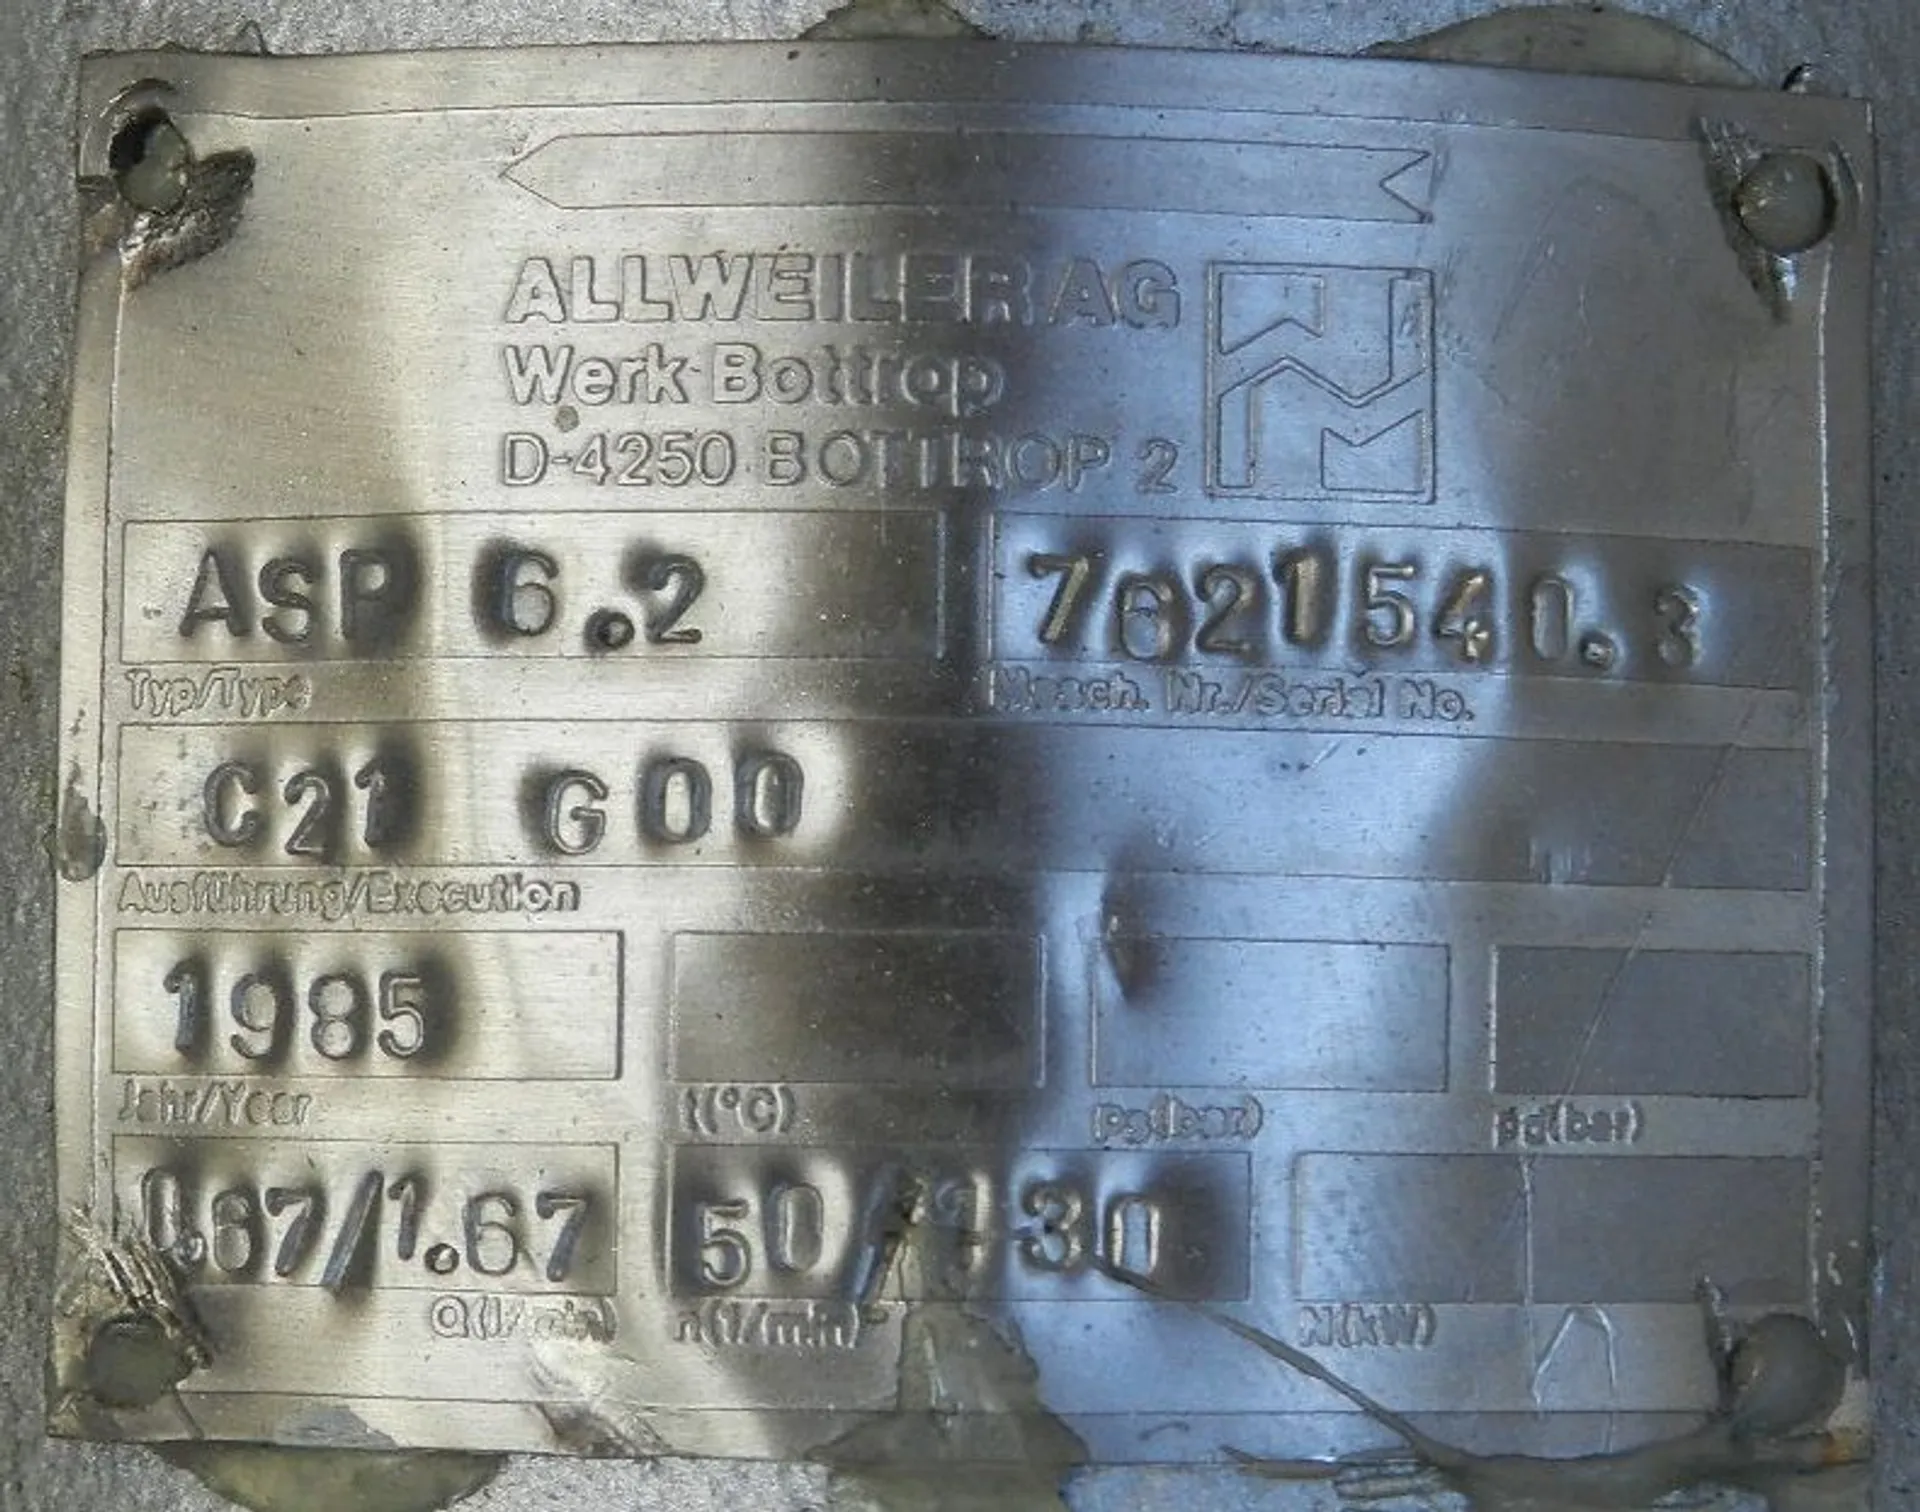 ALLWEILER AG
Werk Bottrop
D-4250 BOTTROP 2
ASP 6.2 7621540.3
Typ/Type Masch. Nr./Serial No.
C21 G00
Ausführung/Execution
1985
Jahr/Year t(°C) ps(bar) pd(bar)
0.67/1.67 50/130
Q(l/min) n(1/min) N(kW)